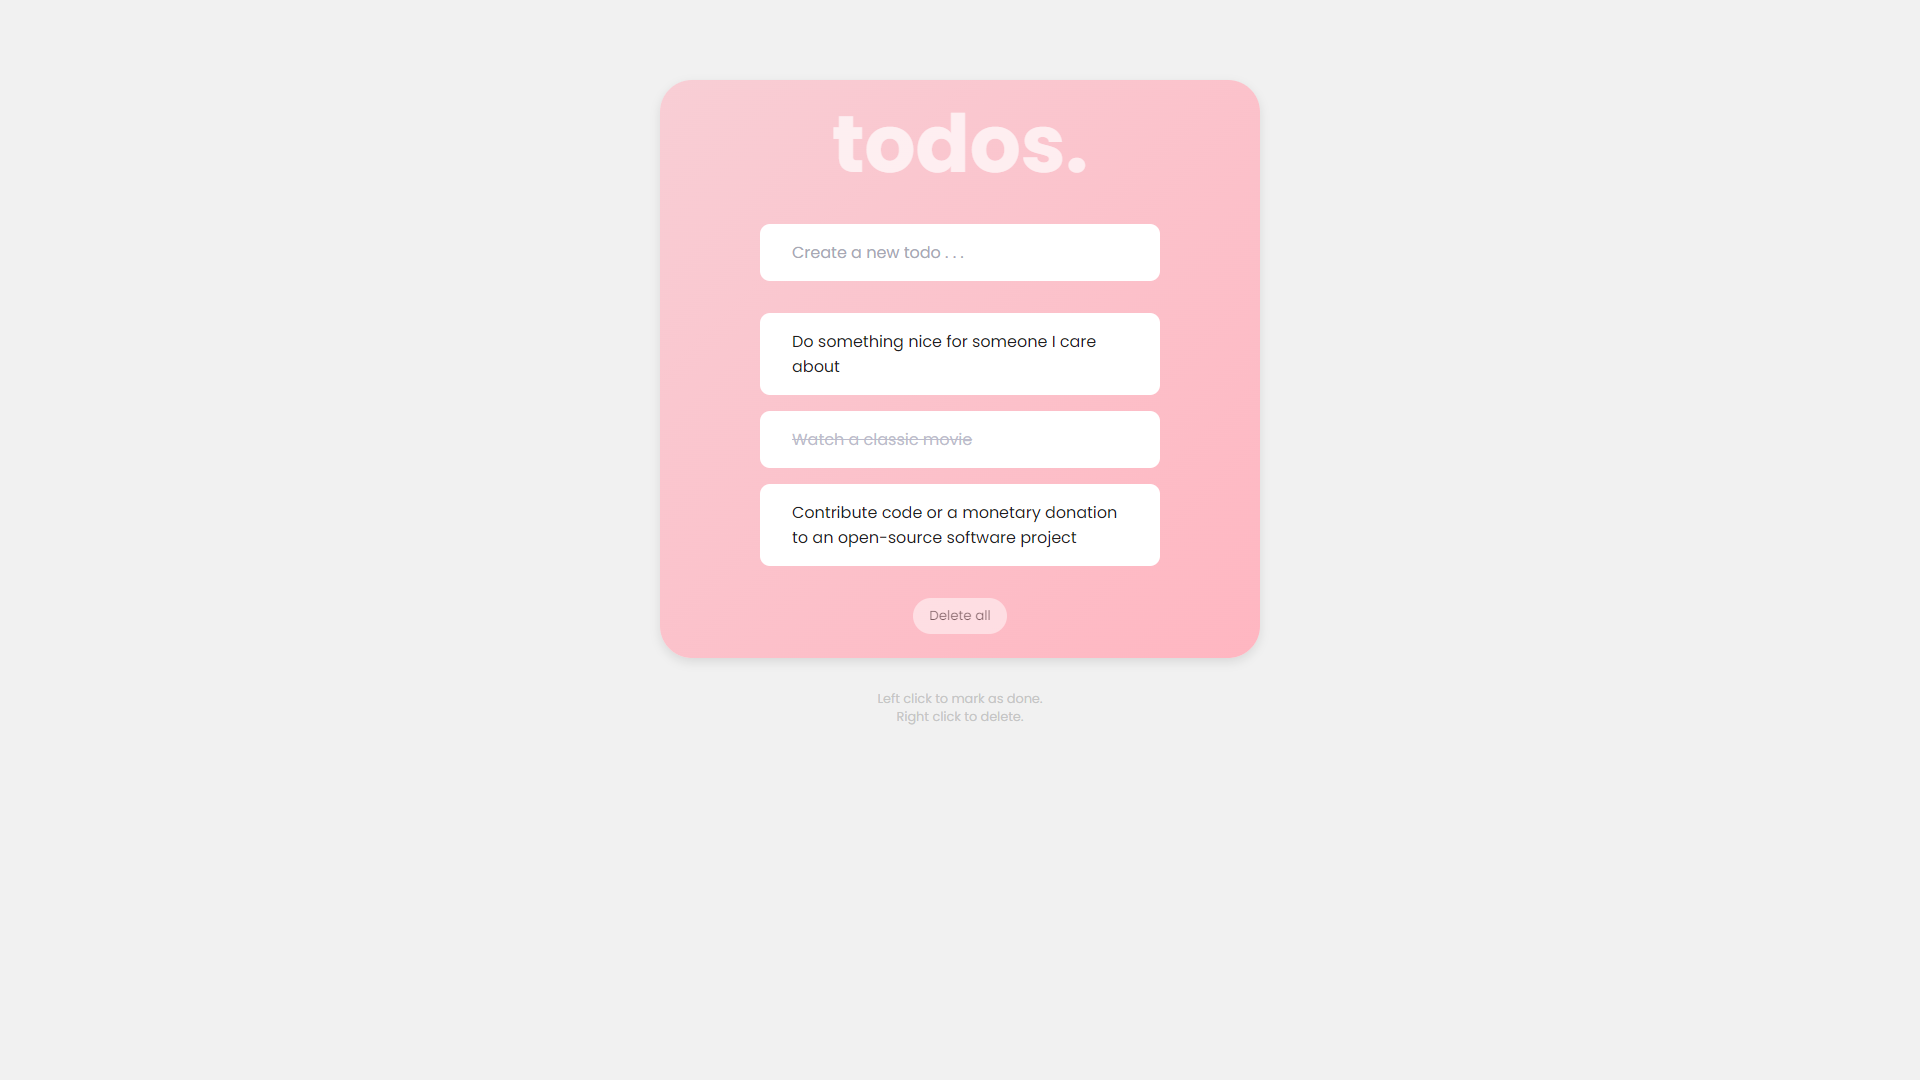 todos.
Create a new todo . . .
Do something nice for someone I care
about
Watch a classic movie
Contribute code or a monetary donation
to an open-source software project
Delete all
Left click to mark as done.
Right click to delete.